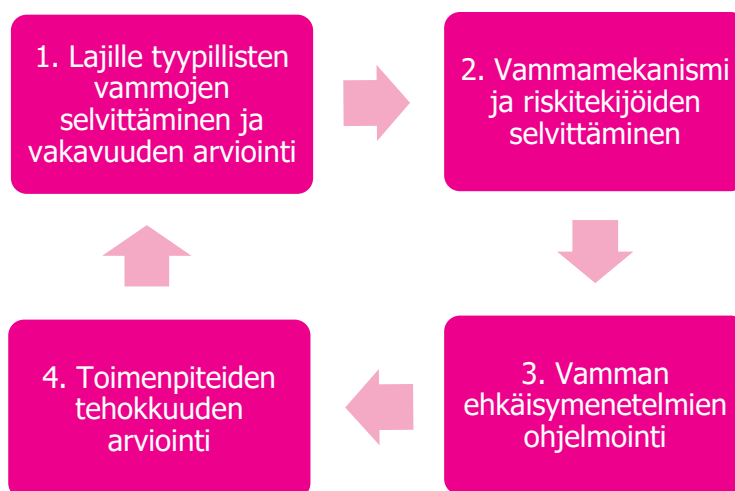 1. Lajille tyypillisten
vammojen
selvittäminen ja
vakavuuden arviointi
2. Vammamekanismi
ja riskitekijöiden
selvittäminen
3. Vamman
ehkäisymenetelmien
ohjelmointi
4. Toimenpiteiden
tehokkuuden
arviointi